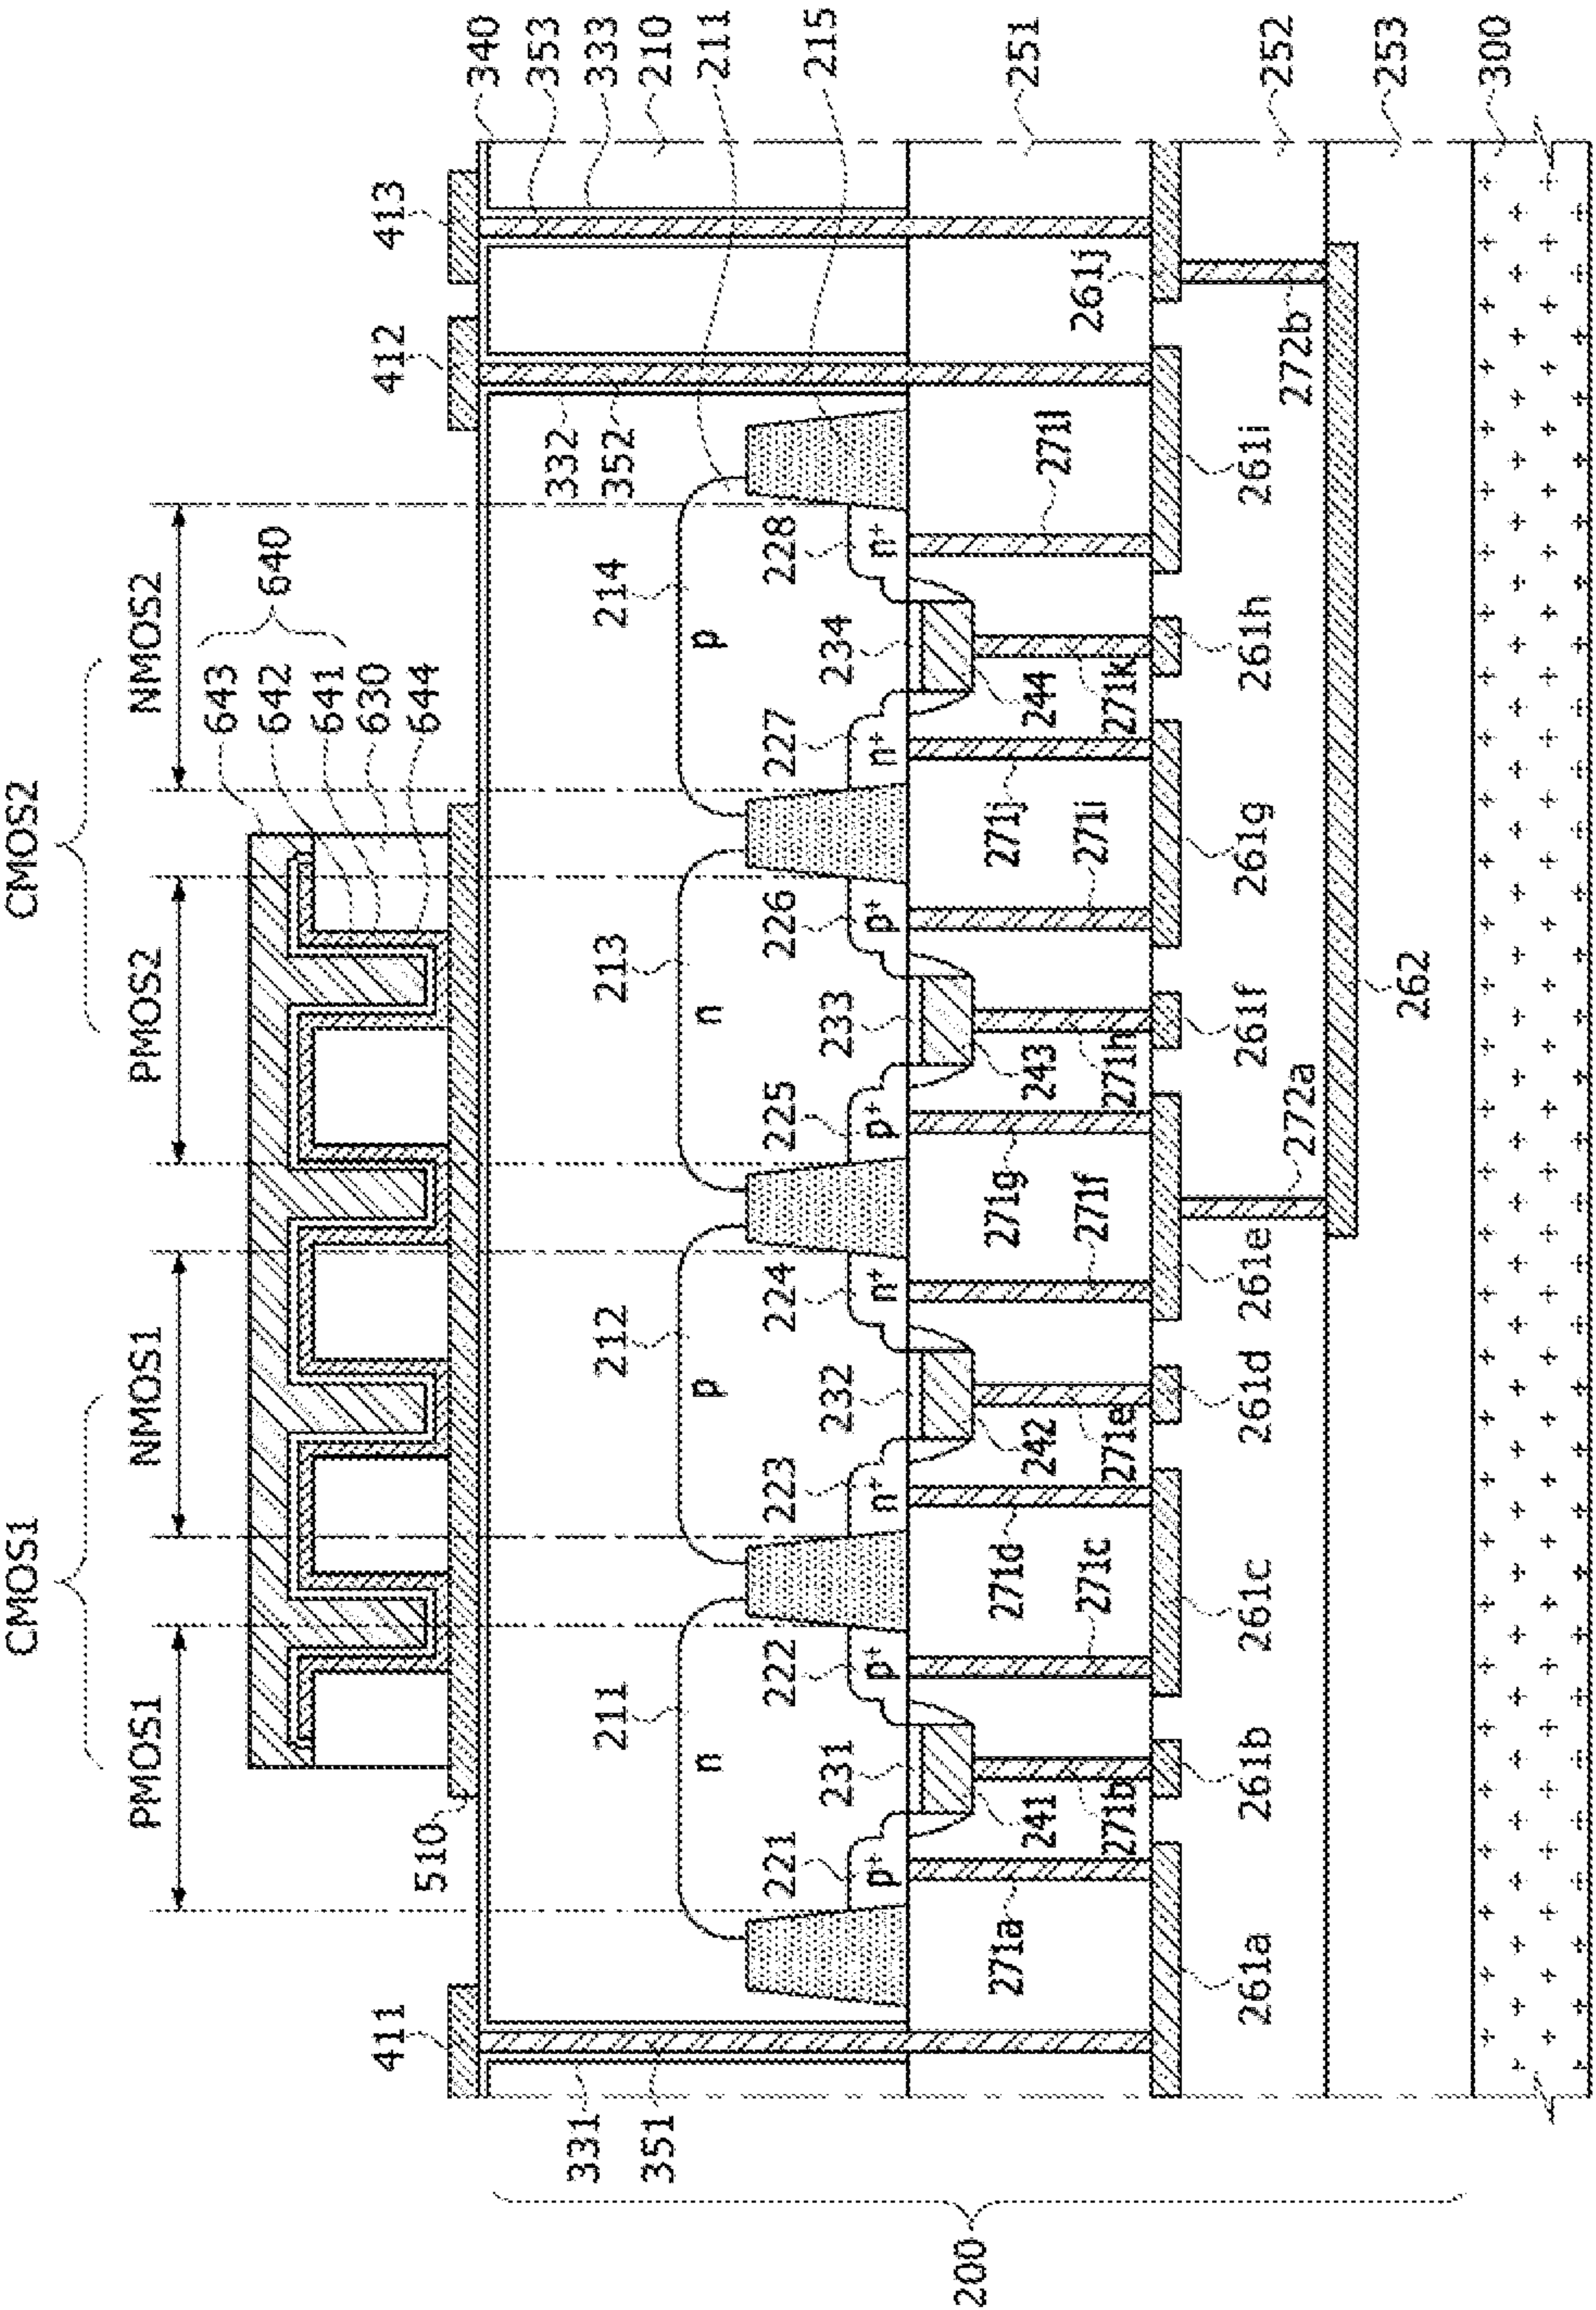 CMOS1
CMOS2
PMOS1
NMOS1
PMOS2
NMOS2
643
642
640
641
630
644
510
411
412
413
340
353
333
210
211
215
251
252
253
300
331
351
332
352
200
211
212
213
214
n
p
n
p
221
231
222
223
232
224
225
233
226
227
234
228
p+
p+
n+
n+
p+
p+
n+
n+
271a
241
271b
271c
271d
242
271e
271f
271g
243
271h
271i
271j
244
271k
271l
261a
261b
261c
261d
261e
261f
261g
261h
261i
261j
272a
262
272b